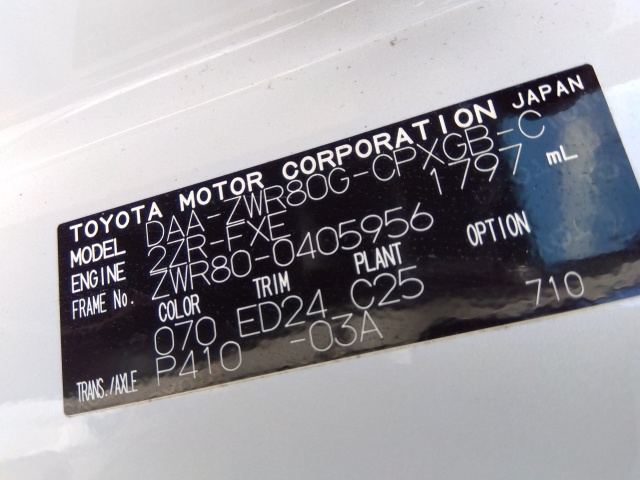 TOYOTA MOTOR CORPORATION JAPAN
MODEL DAA-ZWR80G-CPXGB-C
ENGINE 2ZR-FXE 1797 mL
FRAME No. ZWR80-0405956
COLOR TRIM PLANT OPTION
070 ED24 C25 710
TRANS./AXLE P410 -03A